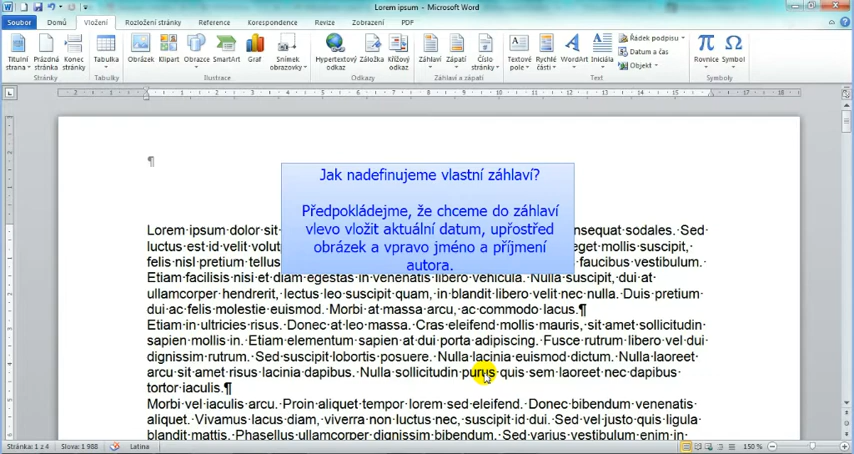 Lorem ipsum - Microsoft Word
Soubor Domů Vložení Rozložení stránky Reference Korespondence Revize Zobrazení PDF
Titulní strana Prázdná stránka Konec stránky Tabulka Obrázek Klipart Obrazce SmartArt Graf Snímek obrazovky Hypertextový odkaz Záložka Křížový odkaz Záhlaví Zápatí Číslo stránky Textové pole Rychlé části WordArt Iniciála Řádek podpisu Datum a čas Objekt Rovnice Symbol
Stránky Tabulky Ilustrace Odkazy Záhlaví a zápatí Text Symboly
Jak nadefinujeme vlastní záhlaví?
Předpokládejme, že chceme do záhlaví
vlevo vložit aktuální datum, upřostřed
obrázek a vpravo jméno a příjmení
autora.
Lorem ipsum dolor sit consequat sodales. Sed
luctus est id velit eget mollis suscipit,
felis nisl pretium faucibus vestibulum.
Etiam facilisis nisi et diam egestas in venenatis libero vehicula. Nulla suscipit, dui at
ullamcorper hendrerit, lectus leo suscipit quam, in blandit libero velit nec nulla. Duis pretium
dui ac felis molestie euismod. Morbi at massa arcu, ac commodo lacus.¶
Etiam in ultricies risus. Donec at leo massa. Cras eleifend mollis mauris, sit amet sollicitudin
sapien mollis in. Etiam elementum sapien at dui porta adipiscing. Fusce rutrum libero vel dui
dignissim rutrum. Sed suscipit lobortis posuere. Nulla lacinia euismod dictum. Nulla laoreet
arcu sit amet risus lacinia dapibus. Nulla sollicitudin purus quis sem laoreet nec dapibus
tortor iaculis.¶
Morbi vel iaculis arcu. Proin aliquet tempor lorem sed eleifend. Donec bibendum venenatis
aliquet. Vivamus lacus diam, viverra non luctus nec, suscipit id dui. Sed vel justo quis ligula
blandit mattis. Phasellus ullamcorper dignissim bibendum. Sed varius vestibulum enim in
Stránka: 1 z 4 Slova: 1 988 Latina 150 %